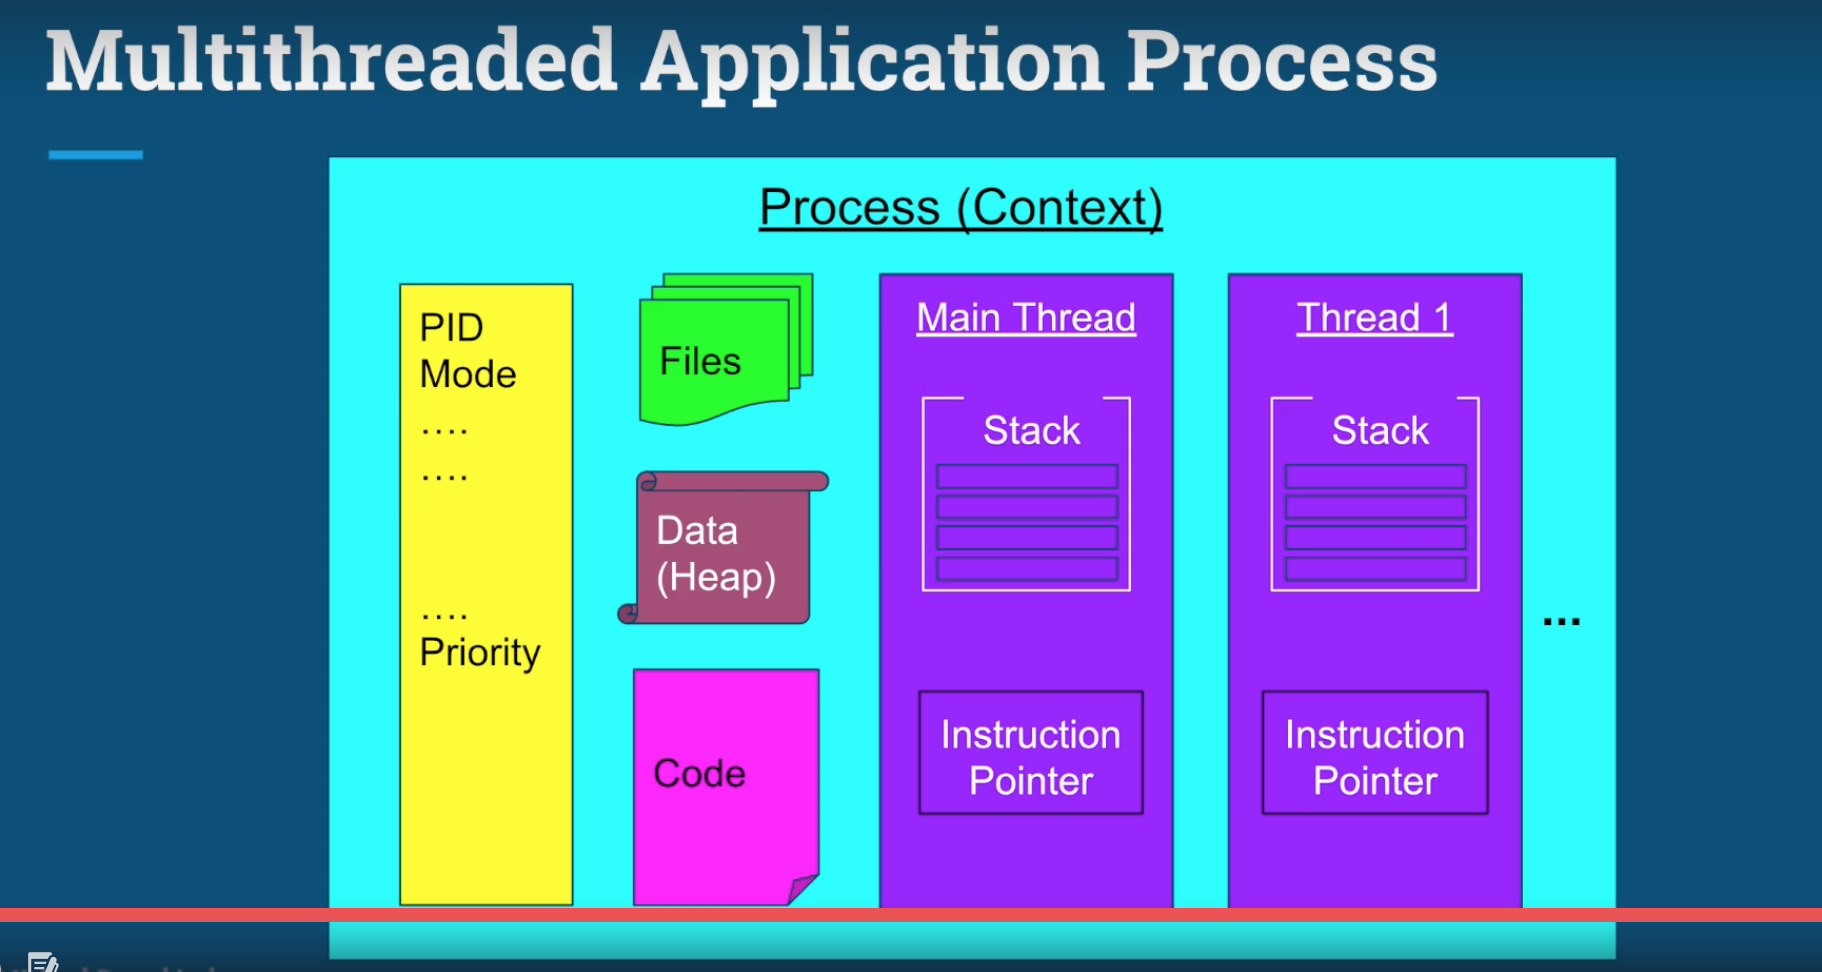 Multithreaded Application Process
Process (Context)
PID
Mode
....
....
....
Priority
Files
Data
(Heap)
Code
Main Thread
Stack
Instruction
Pointer
Thread 1
Stack
Instruction
Pointer
...